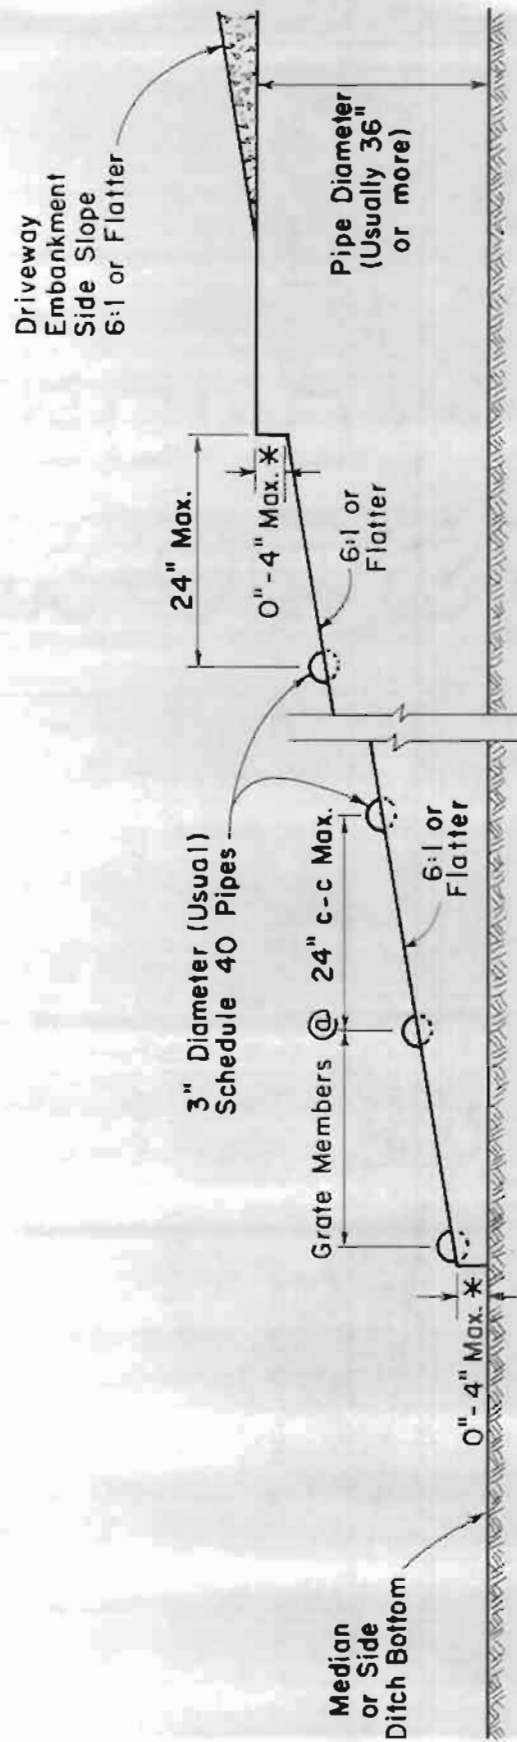 Driveway
Embankment
Side Slope
6:1 or Flatter
Pipe Diameter
(Usually 36"
or more)
24" Max.
0"-4" Max.*
6:1 or
Flatter
3" Diameter (Usual)
Schedule 40 Pipes
Grate Members @ 24" c-c Max.
6:1 or
Flatter
0"-4" Max.*
Median
or Side
Ditch Bottom